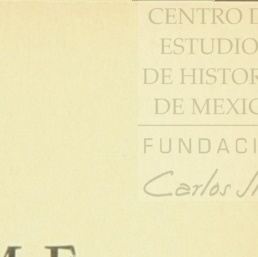 CENTRO D
ESTUDIO
DE HISTOR
DE MEXIC
FUNDACI
Carlos